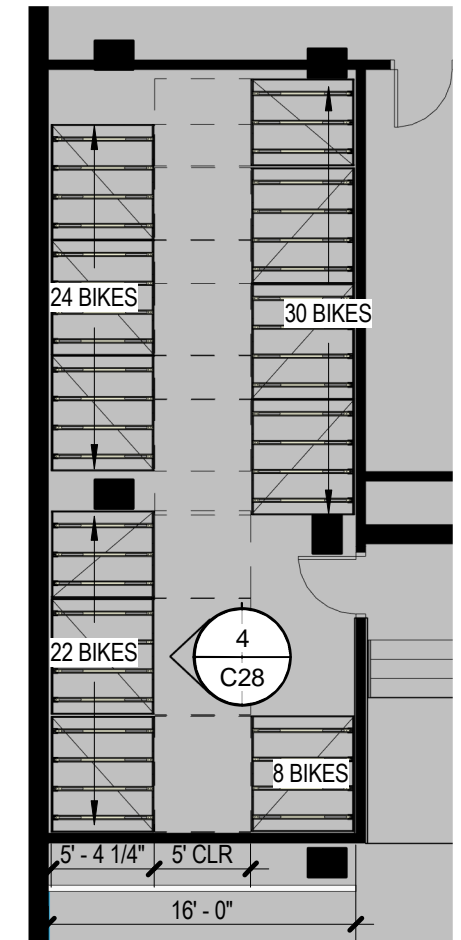 24 BIKES
30 BIKES
22 BIKES
4
C28
8 BIKES
5' - 4 1/4"
5' CLR
16' - 0"